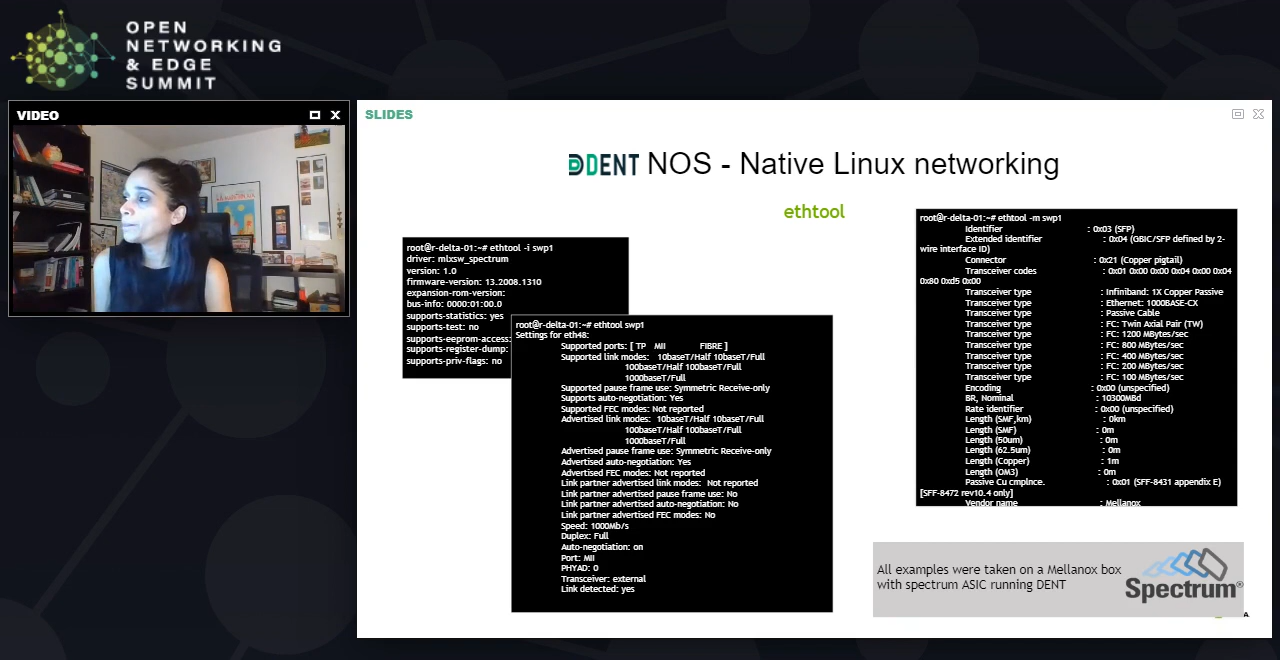 OPEN
NETWORKING
& EDGE
SUMMIT
VIDEO
SLIDES
DENT NOS - Native Linux networking
ethtool
root@r-delta-01:~# ethtool -i swp1
driver: mlxsw_spectrum
version: 1.0
firmware-version: 13.2008.1310
expansion-rom-version:
bus-info: 0000:01:00.0
supports-statistics: yes
supports-test: no
supports-eeprom-access:
supports-register-dump:
supports-priv-flags: no
root@r-delta-01:~# ethtool swp1
Settings for eth48:
Supported ports: [ TP MII FIBRE ]
Supported link modes: 10baseT/Half 10baseT/Full
100baseT/Half 100baseT/Full
1000baseT/Full
Supported pause frame use: Symmetric Receive-only
Supports auto-negotiation: Yes
Supported FEC modes: Not reported
Advertised link modes: 10baseT/Half 10baseT/Full
100baseT/Half 100baseT/Full
1000baseT/Full
Advertised pause frame use: Symmetric Receive-only
Advertised auto-negotiation: Yes
Advertised FEC modes: Not reported
Link partner advertised link modes: Not reported
Link partner advertised pause frame use: No
Link partner advertised auto-negotiation: No
Link partner advertised FEC modes: No
Speed: 1000Mb/s
Duplex: Full
Auto-negotiation: on
Port: MII
PHYAD: 0
Transceiver: external
Link detected: yes
root@r-delta-01:~# ethtool -m swp1
Identifier : 0x03 (SFP)
Extended identifier : 0x04 (GBIC/SFP defined by 2-
wire interface ID)
Connector : 0x21 (Copper pigtail)
Transceiver codes : 0x01 0x00 0x00 0x04 0x00 0x04
0x80 0xd5 0x00
Transceiver type : Infiniband: 1X Copper Passive
Transceiver type : Ethernet: 1000BASE-CX
Transceiver type : Passive Cable
Transceiver type : FC: Twin Axial Pair (TW)
Transceiver type : FC: 1200 MBytes/sec
Transceiver type : FC: 800 MBytes/sec
Transceiver type : FC: 400 MBytes/sec
Transceiver type : FC: 200 MBytes/sec
Transceiver type : FC: 100 MBytes/sec
Encoding : 0x00 (unspecified)
BR, Nominal : 10300MBd
Rate identifier : 0x00 (unspecified)
Length (SMF,km) : 0km
Length (SMF) : 0m
Length (50um) : 0m
Length (62.5um) : 0m
Length (Copper) : 1m
Length (OM3) : 0m
Passive Cu cmplnce. : 0x01 (SFF-8431 appendix E)
[SFF-8472 rev10.4 only]
Vendor name : Mellanox
All examples were taken on a Mellanox box
with spectrum ASIC running DENT
Spectrum®